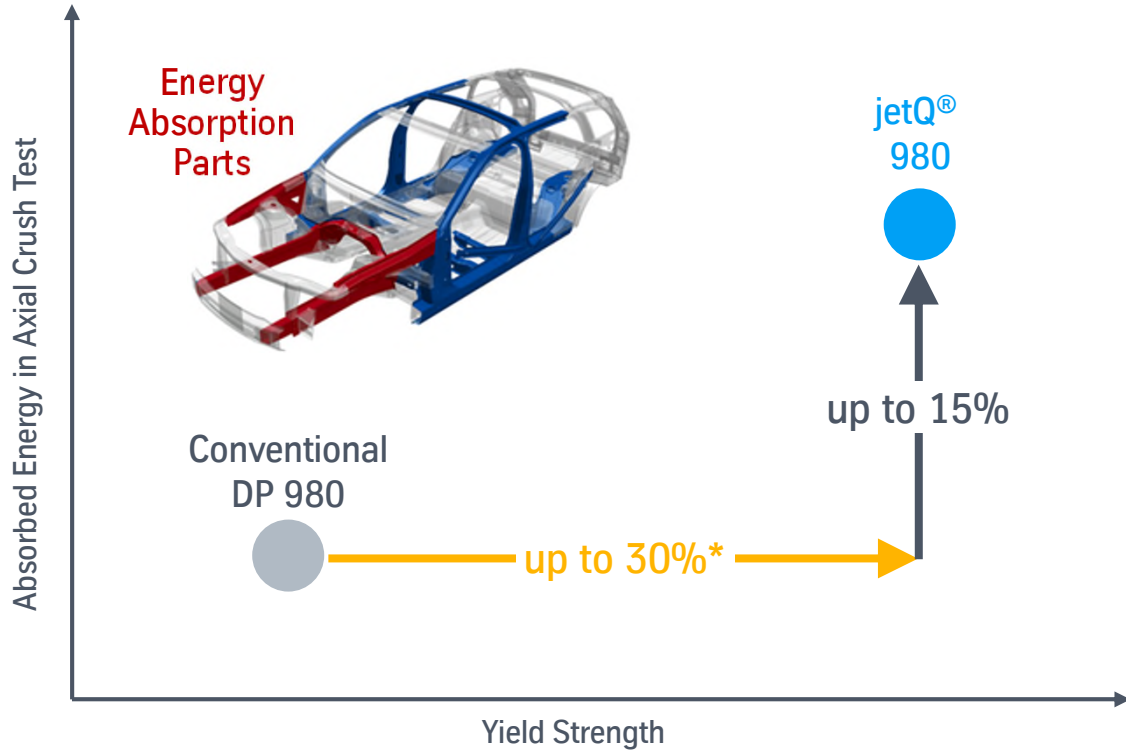 Energy
Absorption
Parts
jetQ®
980
up to 15%
Conventional
DP 980
up to 30%*
Absorbed Energy in Axial Crush Test
Yield Strength